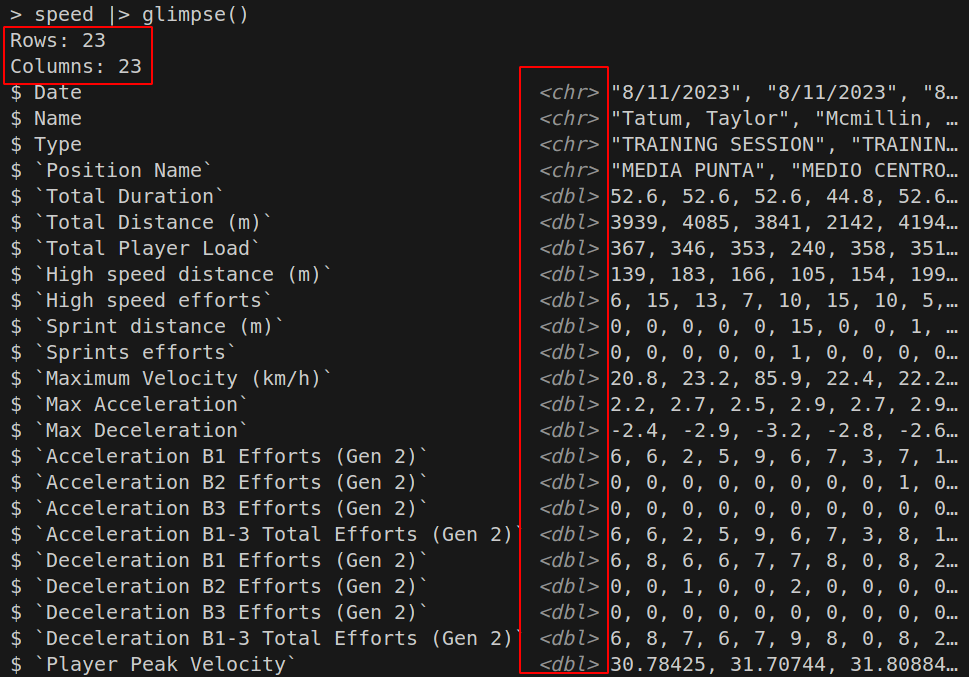 > speed |> glimpse()
Rows: 23
Columns: 23
$ Date <chr> "8/11/2023", "8/11/2023", "8…
$ Name <chr> "Tatum, Taylor", "Mcmillin, …
$ Type <chr> "TRAINING SESSION", "TRAININ…
$ `Position Name` <chr> "MEDIA PUNTA", "MEDIO CENTRO…
$ `Total Duration` <dbl> 52.6, 52.6, 52.6, 44.8, 52.6…
$ `Total Distance (m)` <dbl> 3939, 4085, 3841, 2142, 4194…
$ `Total Player Load` <dbl> 367, 346, 353, 240, 358, 351…
$ `High speed distance (m)` <dbl> 139, 183, 166, 105, 154, 199…
$ `High speed efforts` <dbl> 6, 15, 13, 7, 10, 15, 10, 5,…
$ `Sprint distance (m)` <dbl> 0, 0, 0, 0, 0, 15, 0, 0, 1, …
$ `Sprints efforts` <dbl> 0, 0, 0, 0, 0, 1, 0, 0, 0, 0…
$ `Maximum Velocity (km/h)` <dbl> 20.8, 23.2, 85.9, 22.4, 22.2…
$ `Max Acceleration` <dbl> 2.2, 2.7, 2.5, 2.9, 2.7, 2.9…
$ `Max Deceleration` <dbl> -2.4, -2.9, -3.2, -2.8, -2.6…
$ `Acceleration B1 Efforts (Gen 2)` <dbl> 6, 6, 2, 5, 9, 6, 7, 3, 7, 1…
$ `Acceleration B2 Efforts (Gen 2)` <dbl> 0, 0, 0, 0, 0, 0, 0, 0, 1, 0…
$ `Acceleration B3 Efforts (Gen 2)` <dbl> 0, 0, 0, 0, 0, 0, 0, 0, 0, 0…
$ `Acceleration B1-3 Total Efforts (Gen 2)` <dbl> 6, 6, 2, 5, 9, 6, 7, 3, 8, 1…
$ `Deceleration B1 Efforts (Gen 2)` <dbl> 6, 8, 6, 6, 7, 7, 8, 0, 8, 2…
$ `Deceleration B2 Efforts (Gen 2)` <dbl> 0, 0, 1, 0, 0, 2, 0, 0, 0, 0…
$ `Deceleration B3 Efforts (Gen 2)` <dbl> 0, 0, 0, 0, 0, 0, 0, 0, 0, 0…
$ `Deceleration B1-3 Total Efforts (Gen 2)` <dbl> 6, 8, 7, 6, 7, 9, 8, 0, 8, 2…
$ `Player Peak Velocity` <dbl> 30.78425, 31.70744, 31.80884…